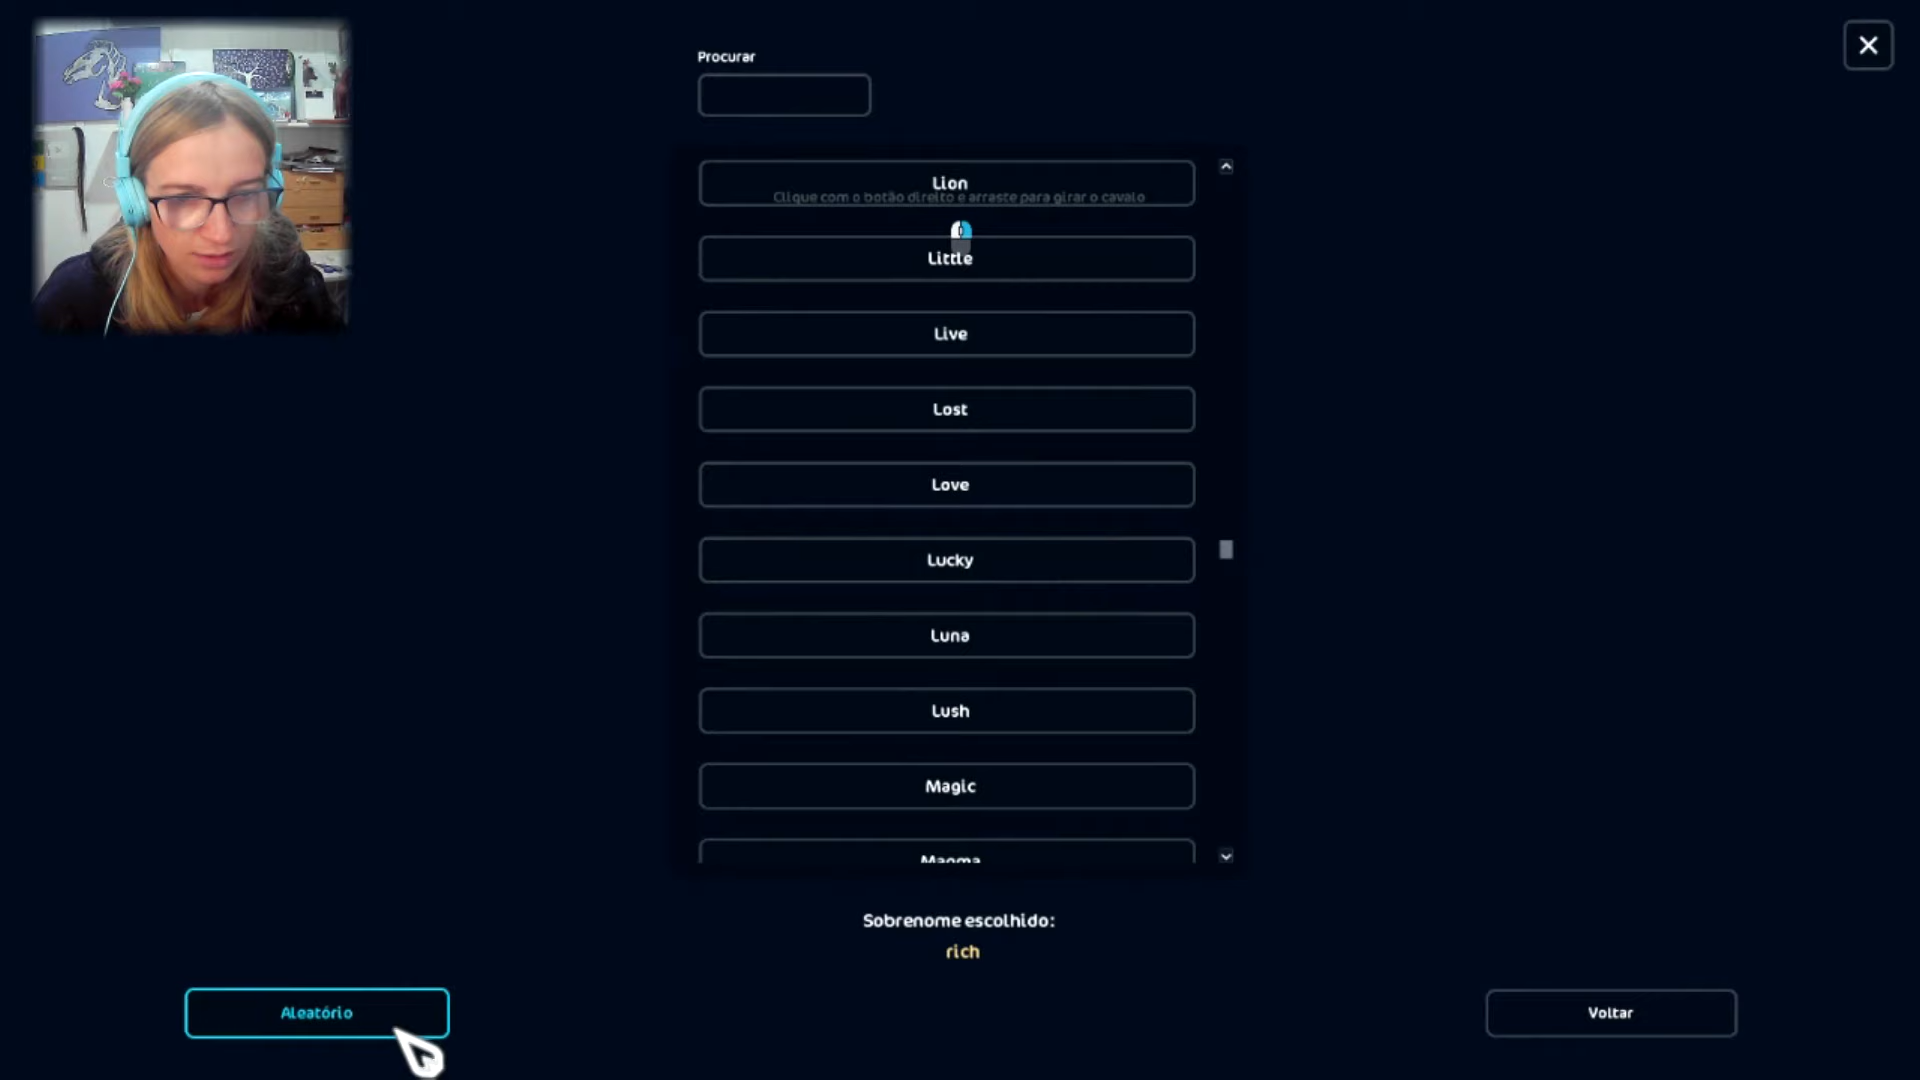 Procurar
Lion
Clique com o botão direito e arraste para girar o cavalo
Little
Live
Lost
Love
Lucky
Luna
Lush
Magic
Magma
Sobrenome escolhido:
rich
Aleatório
Voltar